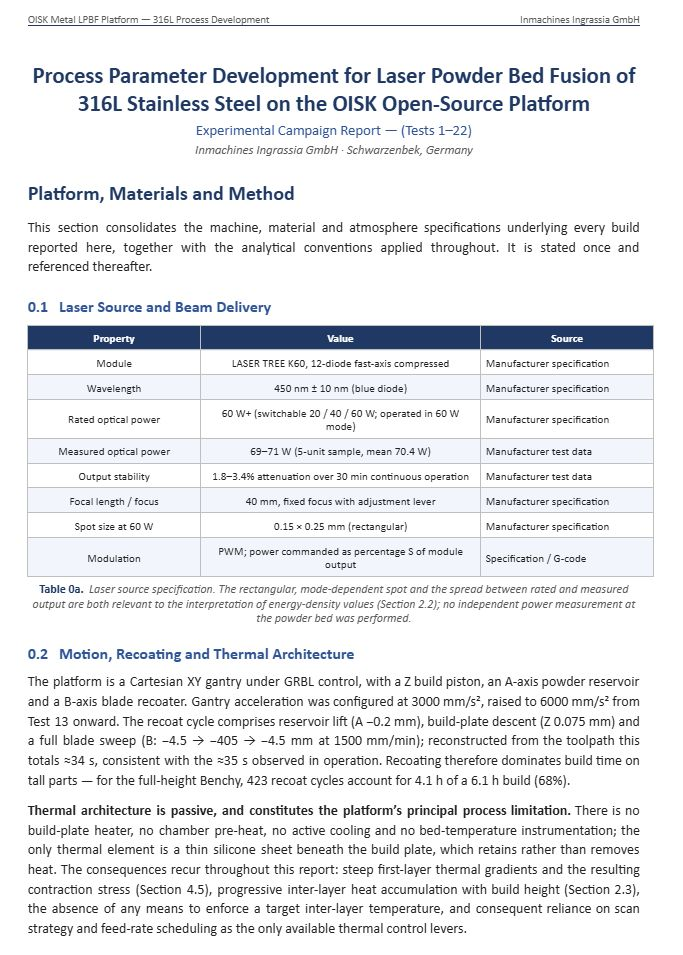 OISK Metal LPBF Platform — 316L Process Development
Inmachines Ingrassia GmbH
Process Parameter Development for Laser Powder Bed Fusion of
316L Stainless Steel on the OISK Open-Source Platform
Experimental Campaign Report — (Tests 1–22)
Inmachines Ingrassia GmbH · Schwarzenbek, Germany
Platform, Materials and Method
This section consolidates the machine, material and atmosphere specifications underlying every build
reported here, together with the analytical conventions applied throughout. It is stated once and
referenced thereafter.
0.1 Laser Source and Beam Delivery
Property Value Source
Module LASER TREE K60, 12-diode fast-axis compressed Manufacturer specification
Wavelength 450 nm ± 10 nm (blue diode) Manufacturer specification
Rated optical power 60 W+ (switchable 20 / 40 / 60 W; operated in 60 W
mode) Manufacturer specification
Measured optical power 69–71 W (5-unit sample, mean 70.4 W) Manufacturer test data
Output stability 1.8–3.4% attenuation over 30 min continuous operation Manufacturer test data
Focal length / focus 40 mm, fixed focus with adjustment lever Manufacturer specification
Spot size at 60 W 0.15 × 0.25 mm (rectangular) Manufacturer specification
Modulation PWM; power commanded as percentage S of module
output Specification / G-code
Table 0a. Laser source specification. The rectangular, mode-dependent spot and the spread between rated and measured
output are both relevant to the interpretation of energy-density values (Section 2.2); no independent power measurement at
the powder bed was performed.
0.2 Motion, Recoating and Thermal Architecture
The platform is a Cartesian XY gantry under GRBL control, with a Z build piston, an A-axis powder reservoir
and a B-axis blade recoater. Gantry acceleration was configured at 3000 mm/s², raised to 6000 mm/s² from
Test 13 onward. The recoat cycle comprises reservoir lift (A −0.2 mm), build-plate descent (Z 0.075 mm) and
a full blade sweep (B: −4.5 → −405 → −4.5 mm at 1500 mm/min); reconstructed from the toolpath this
totals ≈34 s, consistent with the ≈35 s observed in operation. Recoating therefore dominates build time on
tall parts — for the full-height Benchy, 423 recoat cycles account for 4.1 h of a 6.1 h build (68%).
Thermal architecture is passive, and constitutes the platform’s principal process limitation. There is no
build-plate heater, no chamber pre-heat, no active cooling and no bed-temperature instrumentation; the
only thermal element is a thin silicone sheet beneath the build plate, which retains rather than removes
heat. The consequences recur throughout this report: steep first-layer thermal gradients and the resulting
contraction stress (Section 4.5), progressive inter-layer heat accumulation with build height (Section 2.3),
the absence of any means to enforce a target inter-layer temperature, and consequent reliance on scan
strategy and feed-rate scheduling as the only available thermal control levers.